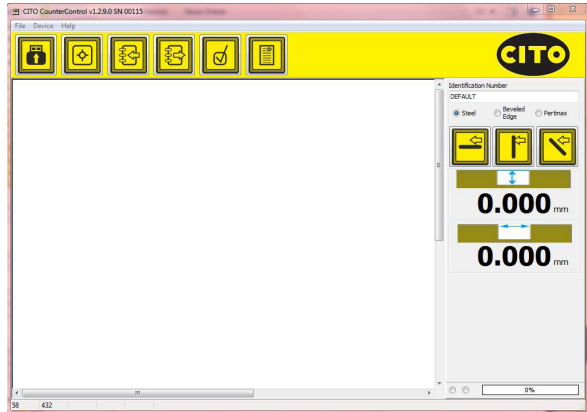 CITO CounterControl v1.2.9.0 SN 00115
File Device Help
CITO
Identification Number
DEFAULT
Steel
Beveled
Edge
Pertinax
0.000 mm
0.000 mm
0%
58 432